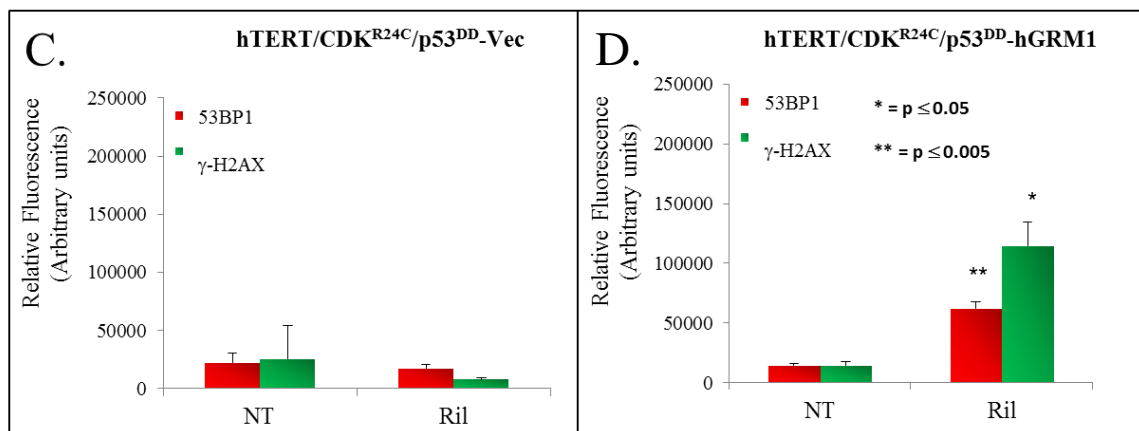 C.
hTERT/CDKR24C/p53DD-Vec
Relative Fluorescence
(Arbitrary units)
250000
200000
150000
100000
50000
0
53BP1
γ-H2AX
NT
Ril
D.
hTERT/CDKR24C/p53DD-hGRM1
Relative Fluorescence
(Arbitrary units)
250000
200000
150000
100000
50000
0
53BP1
* = p ≤ 0.05
γ-H2AX
** = p ≤ 0.005
**
*
NT
Ril